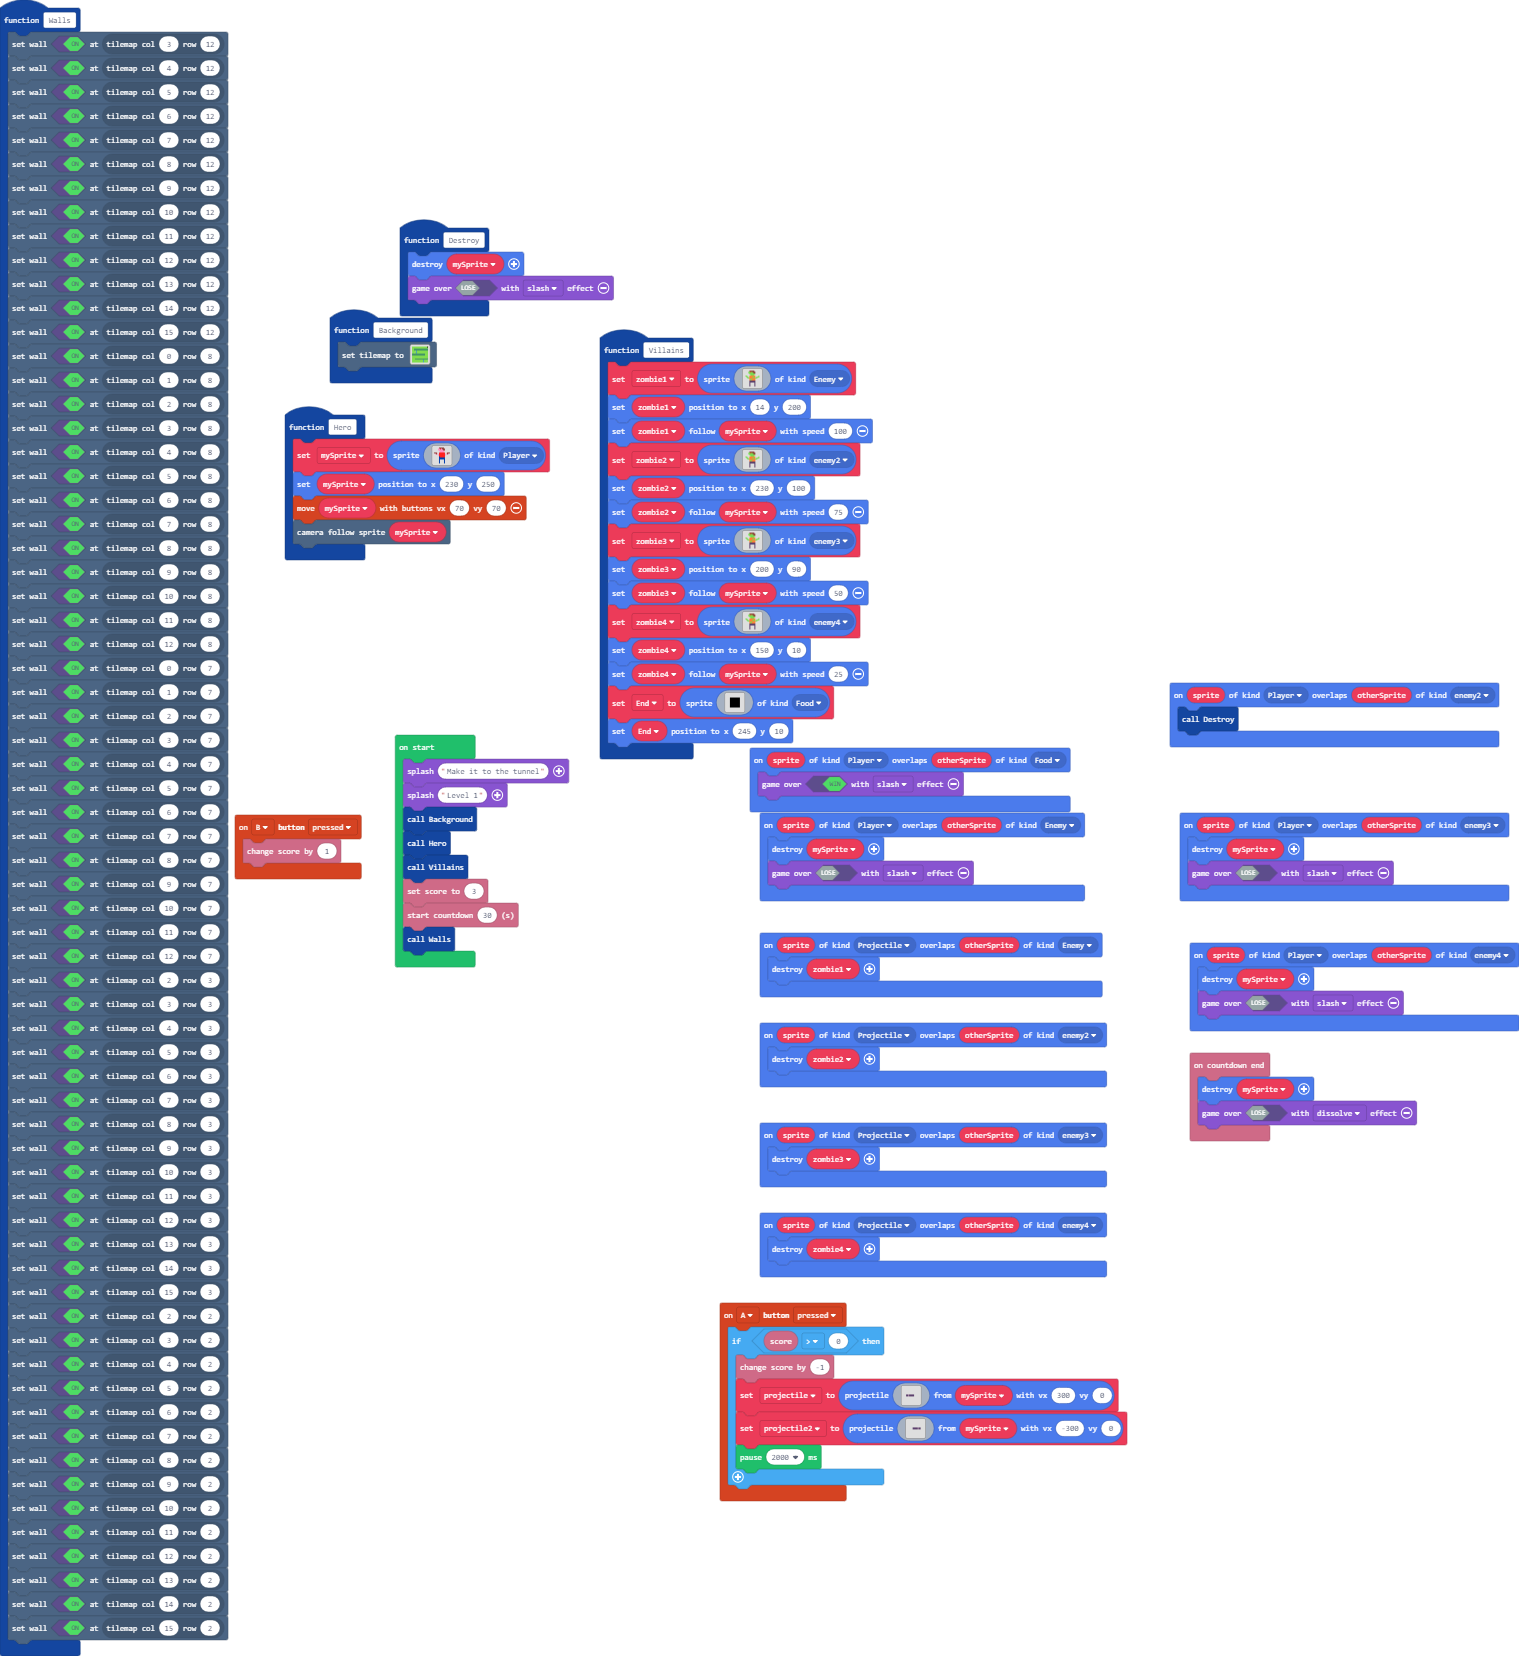 function Walls
set wall ON at tilemap col 3 row 12
set wall ON at tilemap col 4 row 12
set wall ON at tilemap col 5 row 12
set wall ON at tilemap col 6 row 12
set wall ON at tilemap col 7 row 12
set wall ON at tilemap col 8 row 12
set wall ON at tilemap col 9 row 12
set wall ON at tilemap col 10 row 12
set wall ON at tilemap col 11 row 12
set wall ON at tilemap col 12 row 12
set wall ON at tilemap col 13 row 12
set wall ON at tilemap col 14 row 12
set wall ON at tilemap col 15 row 12
set wall ON at tilemap col 0 row 8
set wall ON at tilemap col 1 row 8
set wall ON at tilemap col 2 row 8
set wall ON at tilemap col 3 row 8
set wall ON at tilemap col 4 row 8
set wall ON at tilemap col 5 row 8
set wall ON at tilemap col 6 row 8
set wall ON at tilemap col 7 row 8
set wall ON at tilemap col 8 row 8
set wall ON at tilemap col 9 row 8
set wall ON at tilemap col 10 row 8
set wall ON at tilemap col 11 row 8
set wall ON at tilemap col 12 row 8
set wall ON at tilemap col 0 row 7
set wall ON at tilemap col 1 row 7
set wall ON at tilemap col 2 row 7
set wall ON at tilemap col 3 row 7
set wall ON at tilemap col 4 row 7
set wall ON at tilemap col 5 row 7
set wall ON at tilemap col 6 row 7
set wall ON at tilemap col 7 row 7
set wall ON at tilemap col 8 row 7
set wall ON at tilemap col 9 row 7
set wall ON at tilemap col 10 row 7
set wall ON at tilemap col 11 row 7
set wall ON at tilemap col 12 row 7
set wall ON at tilemap col 2 row 3
set wall ON at tilemap col 3 row 3
set wall ON at tilemap col 4 row 3
set wall ON at tilemap col 5 row 3
set wall ON at tilemap col 6 row 3
set wall ON at tilemap col 7 row 3
set wall ON at tilemap col 8 row 3
set wall ON at tilemap col 9 row 3
set wall ON at tilemap col 10 row 3
set wall ON at tilemap col 11 row 3
set wall ON at tilemap col 12 row 3
set wall ON at tilemap col 13 row 3
set wall ON at tilemap col 14 row 3
set wall ON at tilemap col 15 row 3
set wall ON at tilemap col 2 row 2
set wall ON at tilemap col 3 row 2
set wall ON at tilemap col 4 row 2
set wall ON at tilemap col 5 row 2
set wall ON at tilemap col 6 row 2
set wall ON at tilemap col 7 row 2
set wall ON at tilemap col 8 row 2
set wall ON at tilemap col 9 row 2
set wall ON at tilemap col 10 row 2
set wall ON at tilemap col 11 row 2
set wall ON at tilemap col 12 row 2
set wall ON at tilemap col 13 row 2
set wall ON at tilemap col 14 row 2
set wall ON at tilemap col 15 row 2
function Destroy
destroy mySprite
game over LOSE with slash effect
function Background
set tilemap to
function Hero
set mySprite to sprite of kind Player
set mySprite position to x 230 y 250
move mySprite with buttons vx 70 vy 70
camera follow sprite mySprite
function Villains
set zombie1 to sprite of kind Enemy
set zombie1 position to x 14 y 200
set zombie1 follow mySprite with speed 100
set zombie2 to sprite of kind enemy2
set zombie2 position to x 230 y 100
set zombie2 follow mySprite with speed 75
set zombie3 to sprite of kind enemy3
set zombie3 position to x 200 y 90
set zombie3 follow mySprite with speed 50
set zombie4 to sprite of kind enemy4
set zombie4 position to x 150 y 10
set zombie4 follow mySprite with speed 25
set End to sprite of kind Food
set End position to x 245 y 10
on start
splash "Make it to the tunnel"
splash "Level 1"
call Background
call Hero
call Villains
set score to 3
start countdown 30 (s)
call Walls
on B button pressed
change score by 1
on sprite of kind Player overlaps otherSprite of kind enemy2
call Destroy
on sprite of kind Player overlaps otherSprite of kind Food
game over WIN with slash effect
on sprite of kind Player overlaps otherSprite of kind Enemy
destroy mySprite
game over LOSE with slash effect
on sprite of kind Player overlaps otherSprite of kind enemy3
destroy mySprite
game over LOSE with slash effect
on sprite of kind Projectile overlaps otherSprite of kind Enemy
destroy zombie1
on sprite of kind Player overlaps otherSprite of kind enemy4
destroy mySprite
game over LOSE with slash effect
on sprite of kind Projectile overlaps otherSprite of kind enemy2
destroy zombie2
on countdown end
destroy mySprite
game over LOSE with dissolve effect
on sprite of kind Projectile overlaps otherSprite of kind enemy3
destroy zombie3
on sprite of kind Projectile overlaps otherSprite of kind enemy4
destroy zombie4
on A button pressed
if score > 0 then
change score by -1
set projectile to projectile from mySprite with vx 300 vy 0
set projectile2 to projectile from mySprite with vx -300 vy 0
pause 2000 ms